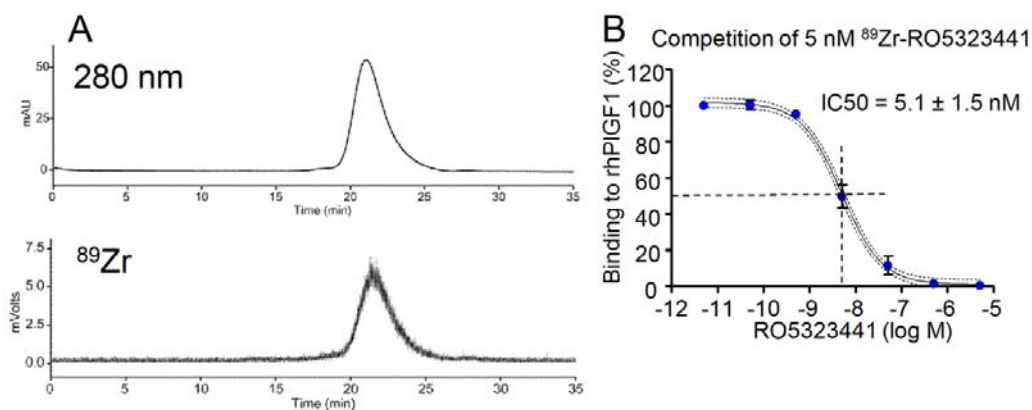 A
280 nm
50
25
0
mAU
0 5 10 15 20 25 30 35
Time (min)
89Zr
7.5
5.0
2.5
0.0
mVolts
0 5 10 15 20 25 30 35
Time (min)
B
Competition of 5 nM 89Zr-RO5323441
IC50 = 5.1 ± 1.5 nM
120
100
80
60
40
20
0
Binding to rhPlGF1 (%)
-12 -11 -10 -9 -8 -7 -6 -5
RO5323441 (log M)